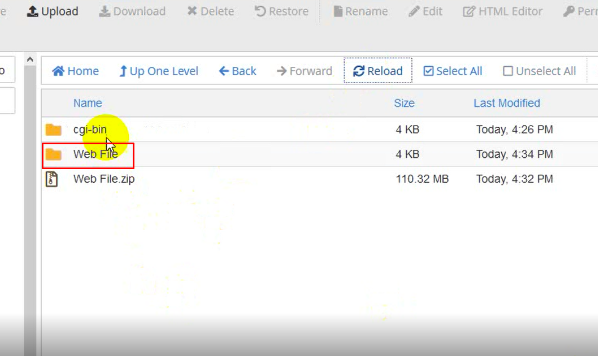 Upload Download Delete Restore Rename Edit HTML Editor
Home Up One Level Back Forward Reload Select All Unselect All
Name Size Last Modified
cgi-bin 4 KB Today, 4:26 PM
Web File 4 KB Today, 4:34 PM
Web File.zip 110.32 MB Today, 4:32 PM